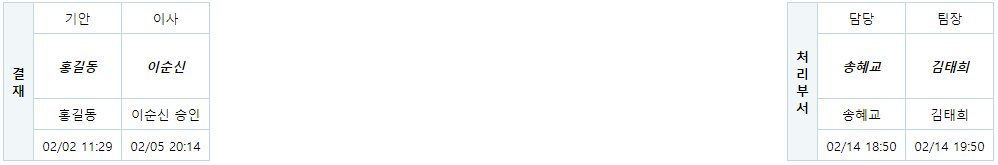 결재
기안 이사
홍길동 이순신
홍길동 이순신 승인
02/02 11:29 02/05 20:14
처리부서
담당 팀장
송혜교 김태희
송혜교 김태희
02/14 18:50 02/14 19:50